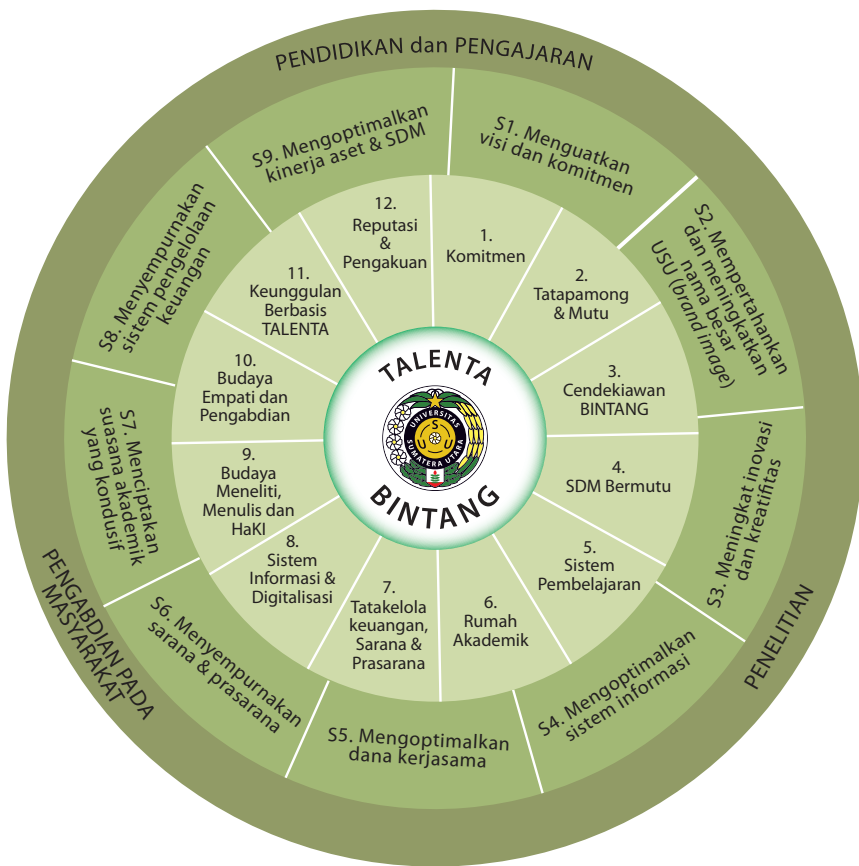 PENDIDIKAN dan PENGAJARAN
S1. Menguatkan
visi dan komitmen
S2. Mempertahankan
dan meningkatkan
nama besar
USU (brand image)
S3. Meningkat inovasi
dan kreatifitas
S4. Mengoptimalkan
sistem informasi
S5. Mengoptimalkan
dana kerjasama
S6. Menyempurnakan
sarana & prasarana
S7. Menciptakan
suasana akademik
yang kondusif
S8. Menyempurnakan
sistem pengelolaan
keuangan
S9. Mengoptimalkan
kinerja aset & SDM
1.
Komitmen
2.
Tatapamong
& Mutu
3.
Cendekiawan
BINTANG
4.
SDM Bermutu
5.
Sistem
Pembelajaran
6.
Rumah
Akademik
7.
Tatakelola
keuangan,
Sarana &
Prasarana
8.
Sistem
Informasi &
Digitalisasi
9.
Budaya
Meneliti,
Menulis dan
HaKI
10.
Budaya
Empati dan
Pengabdian
11.
Keunggulan
Berbasis
TALENTA
12.
Reputasi
&
Pengakuan
TALENTA
UNIVERSITAS
U S U
SUMATERA UTARA
BINTANG
PENELITIAN
PENGABDIAN PADA
MASYARAKAT